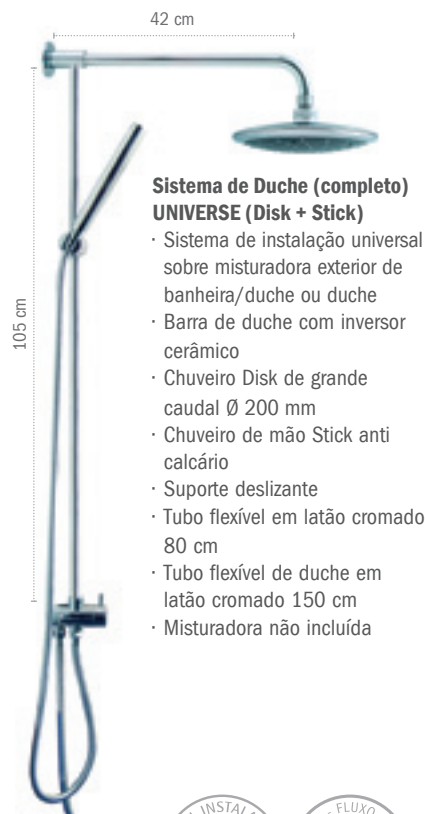 42 cm
105 cm
Sistema de Duche (completo)
UNIVERSE (Disk + Stick)
· Sistema de instalação universal
sobre misturadora exterior de
banheira/duche ou duche
· Barra de duche com inversor
cerâmico
· Chuveiro Disk de grande
caudal Ø 200 mm
· Chuveiro de mão Stick anti
calcário
· Suporte deslizante
· Tubo flexível em latão cromado
80 cm
· Tubo flexível de duche em
latão cromado 150 cm
· Misturadora não incluída
FLUXO